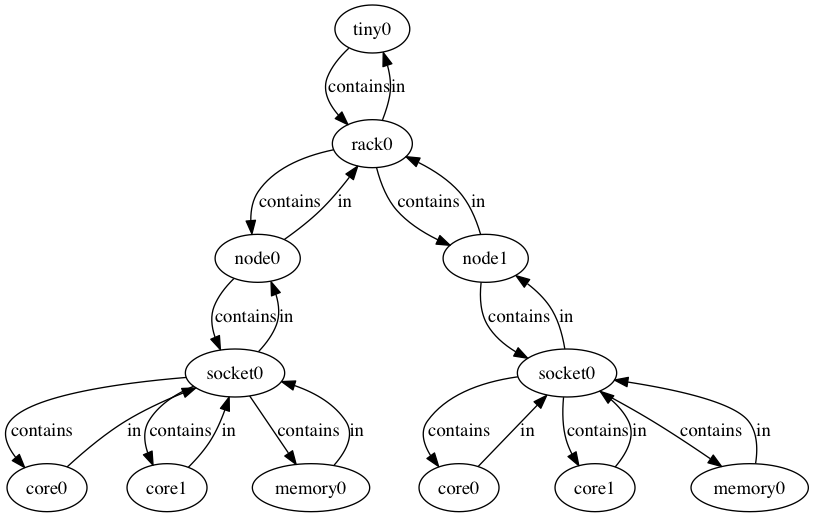 tiny0
contains in
rack0
contains in contains in
node0 node1
contains in contains in
socket0 socket0
contains in contains in contains in contains in contains in contains in
core0 core1 memory0 core0 core1 memory0